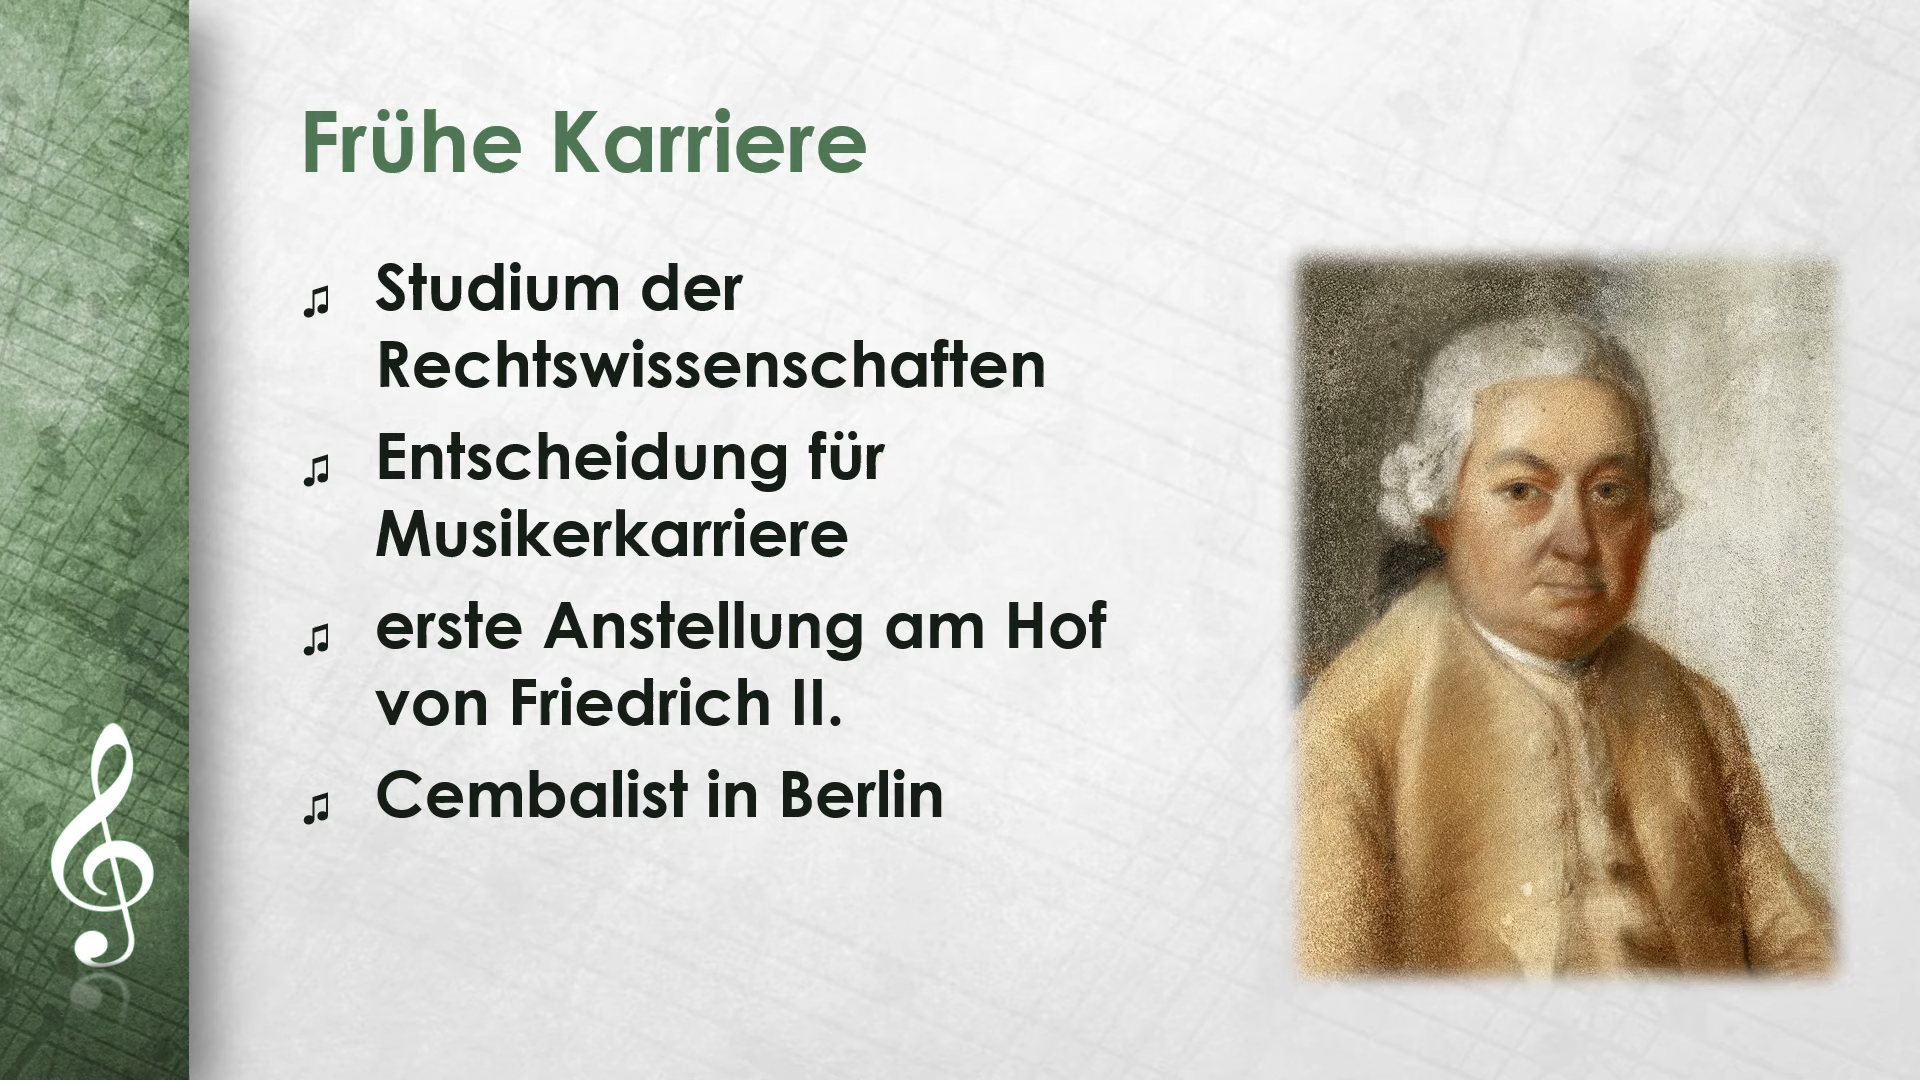 Frühe Karriere
♫ Studium der
Rechtswissenschaften
♫ Entscheidung für
Musikerkarriere
♫ erste Anstellung am Hof
von Friedrich II.
♫ Cembalist in Berlin